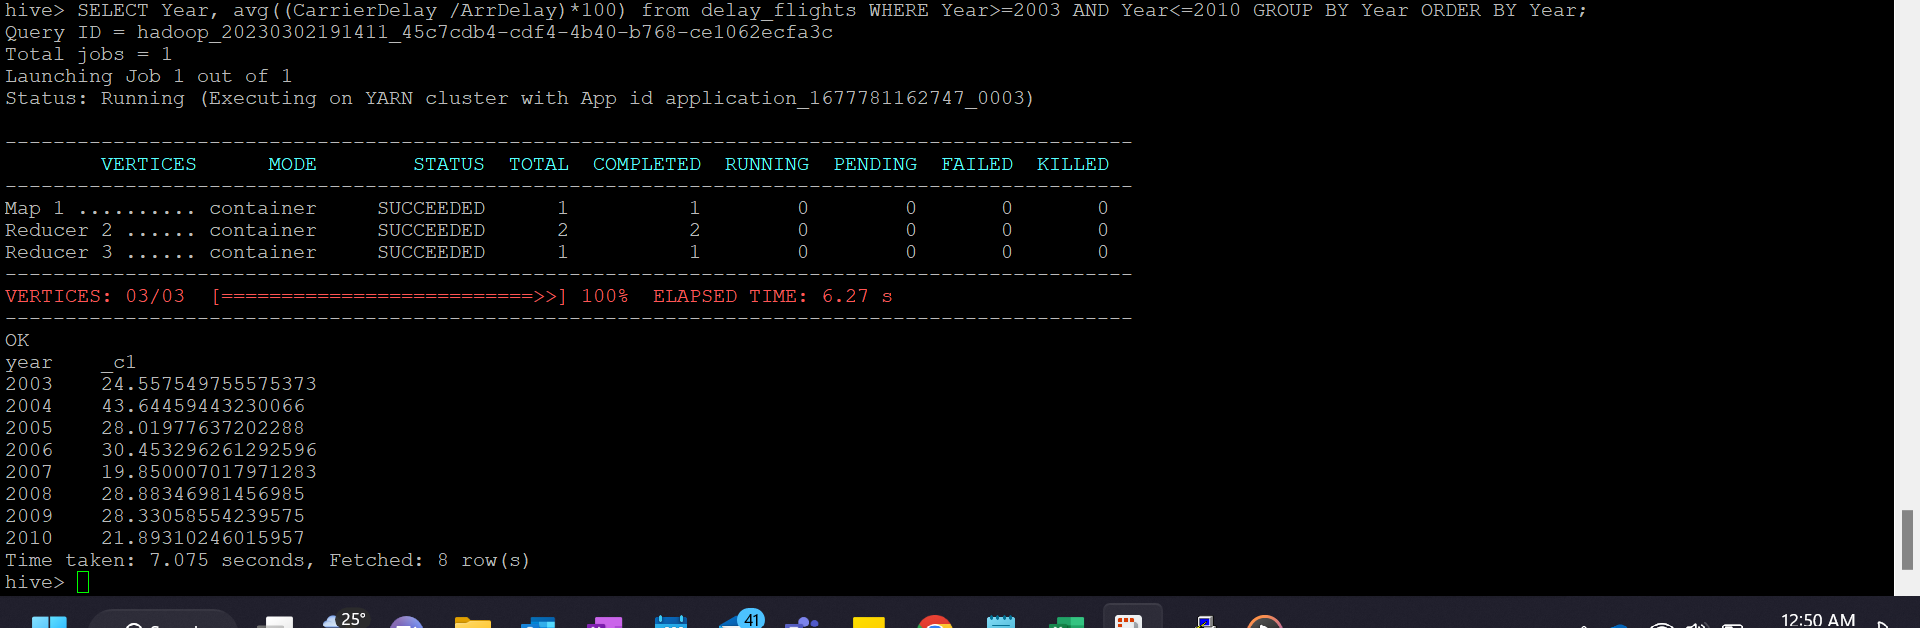 hive> SELECT Year, avg((CarrierDelay /ArrDelay)*100) from delay_flights WHERE Year>=2003 AND Year<=2010 GROUP BY Year ORDER BY Year;
Query ID = hadoop_20230302191411_45c7cdb4-cdf4-4b40-b768-ce1062ecfa3c
Total jobs = 1
Launching Job 1 out of 1
Status: Running (Executing on YARN cluster with App id application_1677781162747_0003)
----------------------------------------------------------------------------------------------
VERTICES MODE STATUS TOTAL COMPLETED RUNNING PENDING FAILED KILLED
----------------------------------------------------------------------------------------------
Map 1 .......... container SUCCEEDED 1 1 0 0 0 0
Reducer 2 ...... container SUCCEEDED 2 2 0 0 0 0
Reducer 3 ...... container SUCCEEDED 1 1 0 0 0 0
----------------------------------------------------------------------------------------------
VERTICES: 03/03 [==========================>>] 100% ELAPSED TIME: 6.27 s
----------------------------------------------------------------------------------------------
OK
year _c1
2003 24.557549755575373
2004 43.64459443230066
2005 28.01977637202288
2006 30.453296261292596
2007 19.850007017971283
2008 28.88346981456985
2009 28.33058554239575
2010 21.89310246015957
Time taken: 7.075 seconds, Fetched: 8 row(s)
hive>
25° 41 12:50 AM